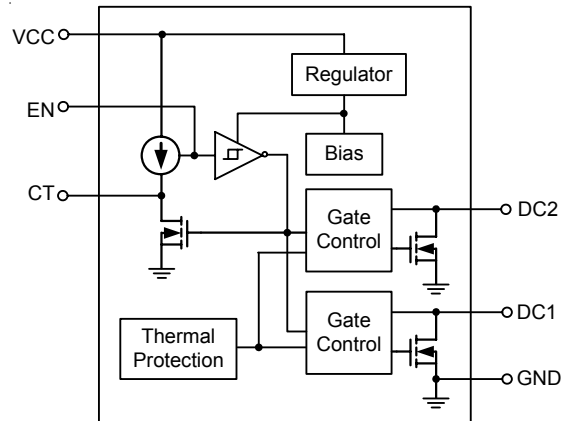 VCC
Regulator
EN
Bias
CT
Gate
Control
DC2
Thermal
Protection
Gate
Control
DC1
GND